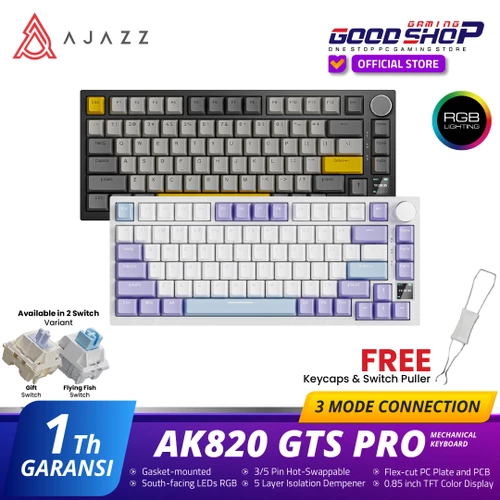 AJAZZ
GAMING
GOODSHOP
ONE STOP PC GAMING STORE
OFFICIAL STORE
RGB
LIGHTING
Available in 2 Switch
Variant
Gift
Switch
Flying Fish
Switch
FREE
Keycaps & Switch Puller
3 MODE CONNECTION
1 Th
GARANSI
AK820 GTS PRO
MECHANICAL
KEYBOARD
• Gasket-mounted
• 3/5 Pin Hot-Swappable
• Flex-cut PC Plate and PCB
• South-facing LEDs RGB
• 5 Layer Isolation Dempener
• 0.85 inch TFT Color Display